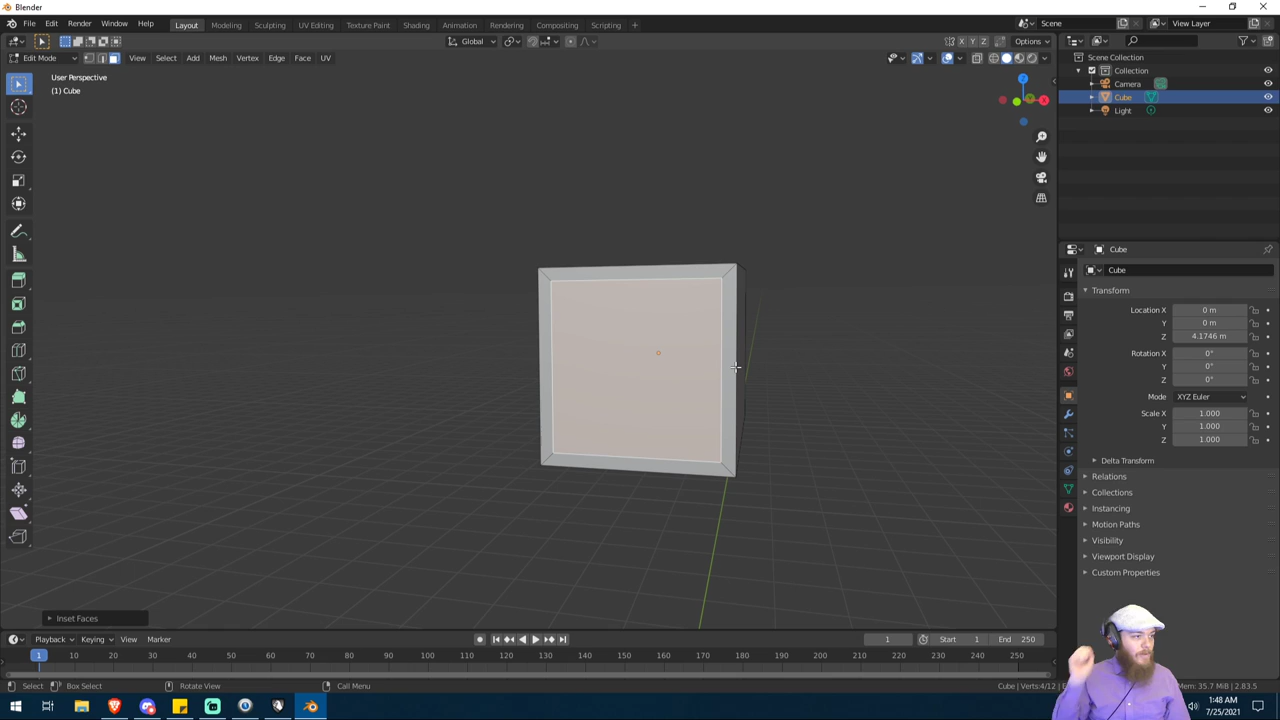 Blender
File Edit Render Window Help Layout Modeling Sculpting UV Editing Texture Paint Shading Animation Rendering Compositing Scripting + Scene View Layer
Global X Y Z Options
Edit Mode View Select Add Mesh Vertex Edge Face UV
User Perspective
(1) Cube
Z
X
Scene Collection
Collection
Camera
Cube
Light
Cube
Cube
Transform
Location X 0 m
Y 0 m
Z 4.1746 m
Rotation X 0°
Y 0°
Z 0°
Mode XYZ Euler
Scale X 1.000
Y 1.000
Z 1.000
Delta Transform
Relations
Collections
Instancing
Motion Paths
Visibility
Viewport Display
Custom Properties
Inset Faces
Playback Keying View Marker 1 Start 1 End 250
1 10 20 30 40 50 60 70 80 90 100 110 120 130 140 150 160 170 180 190 200 210 220 230 240 250
Select Box Select Rotate View Call Menu Cube | Verts:4/12 Mem: 35.7 MiB | 2.83.5
1:48 AM
7/25/2021